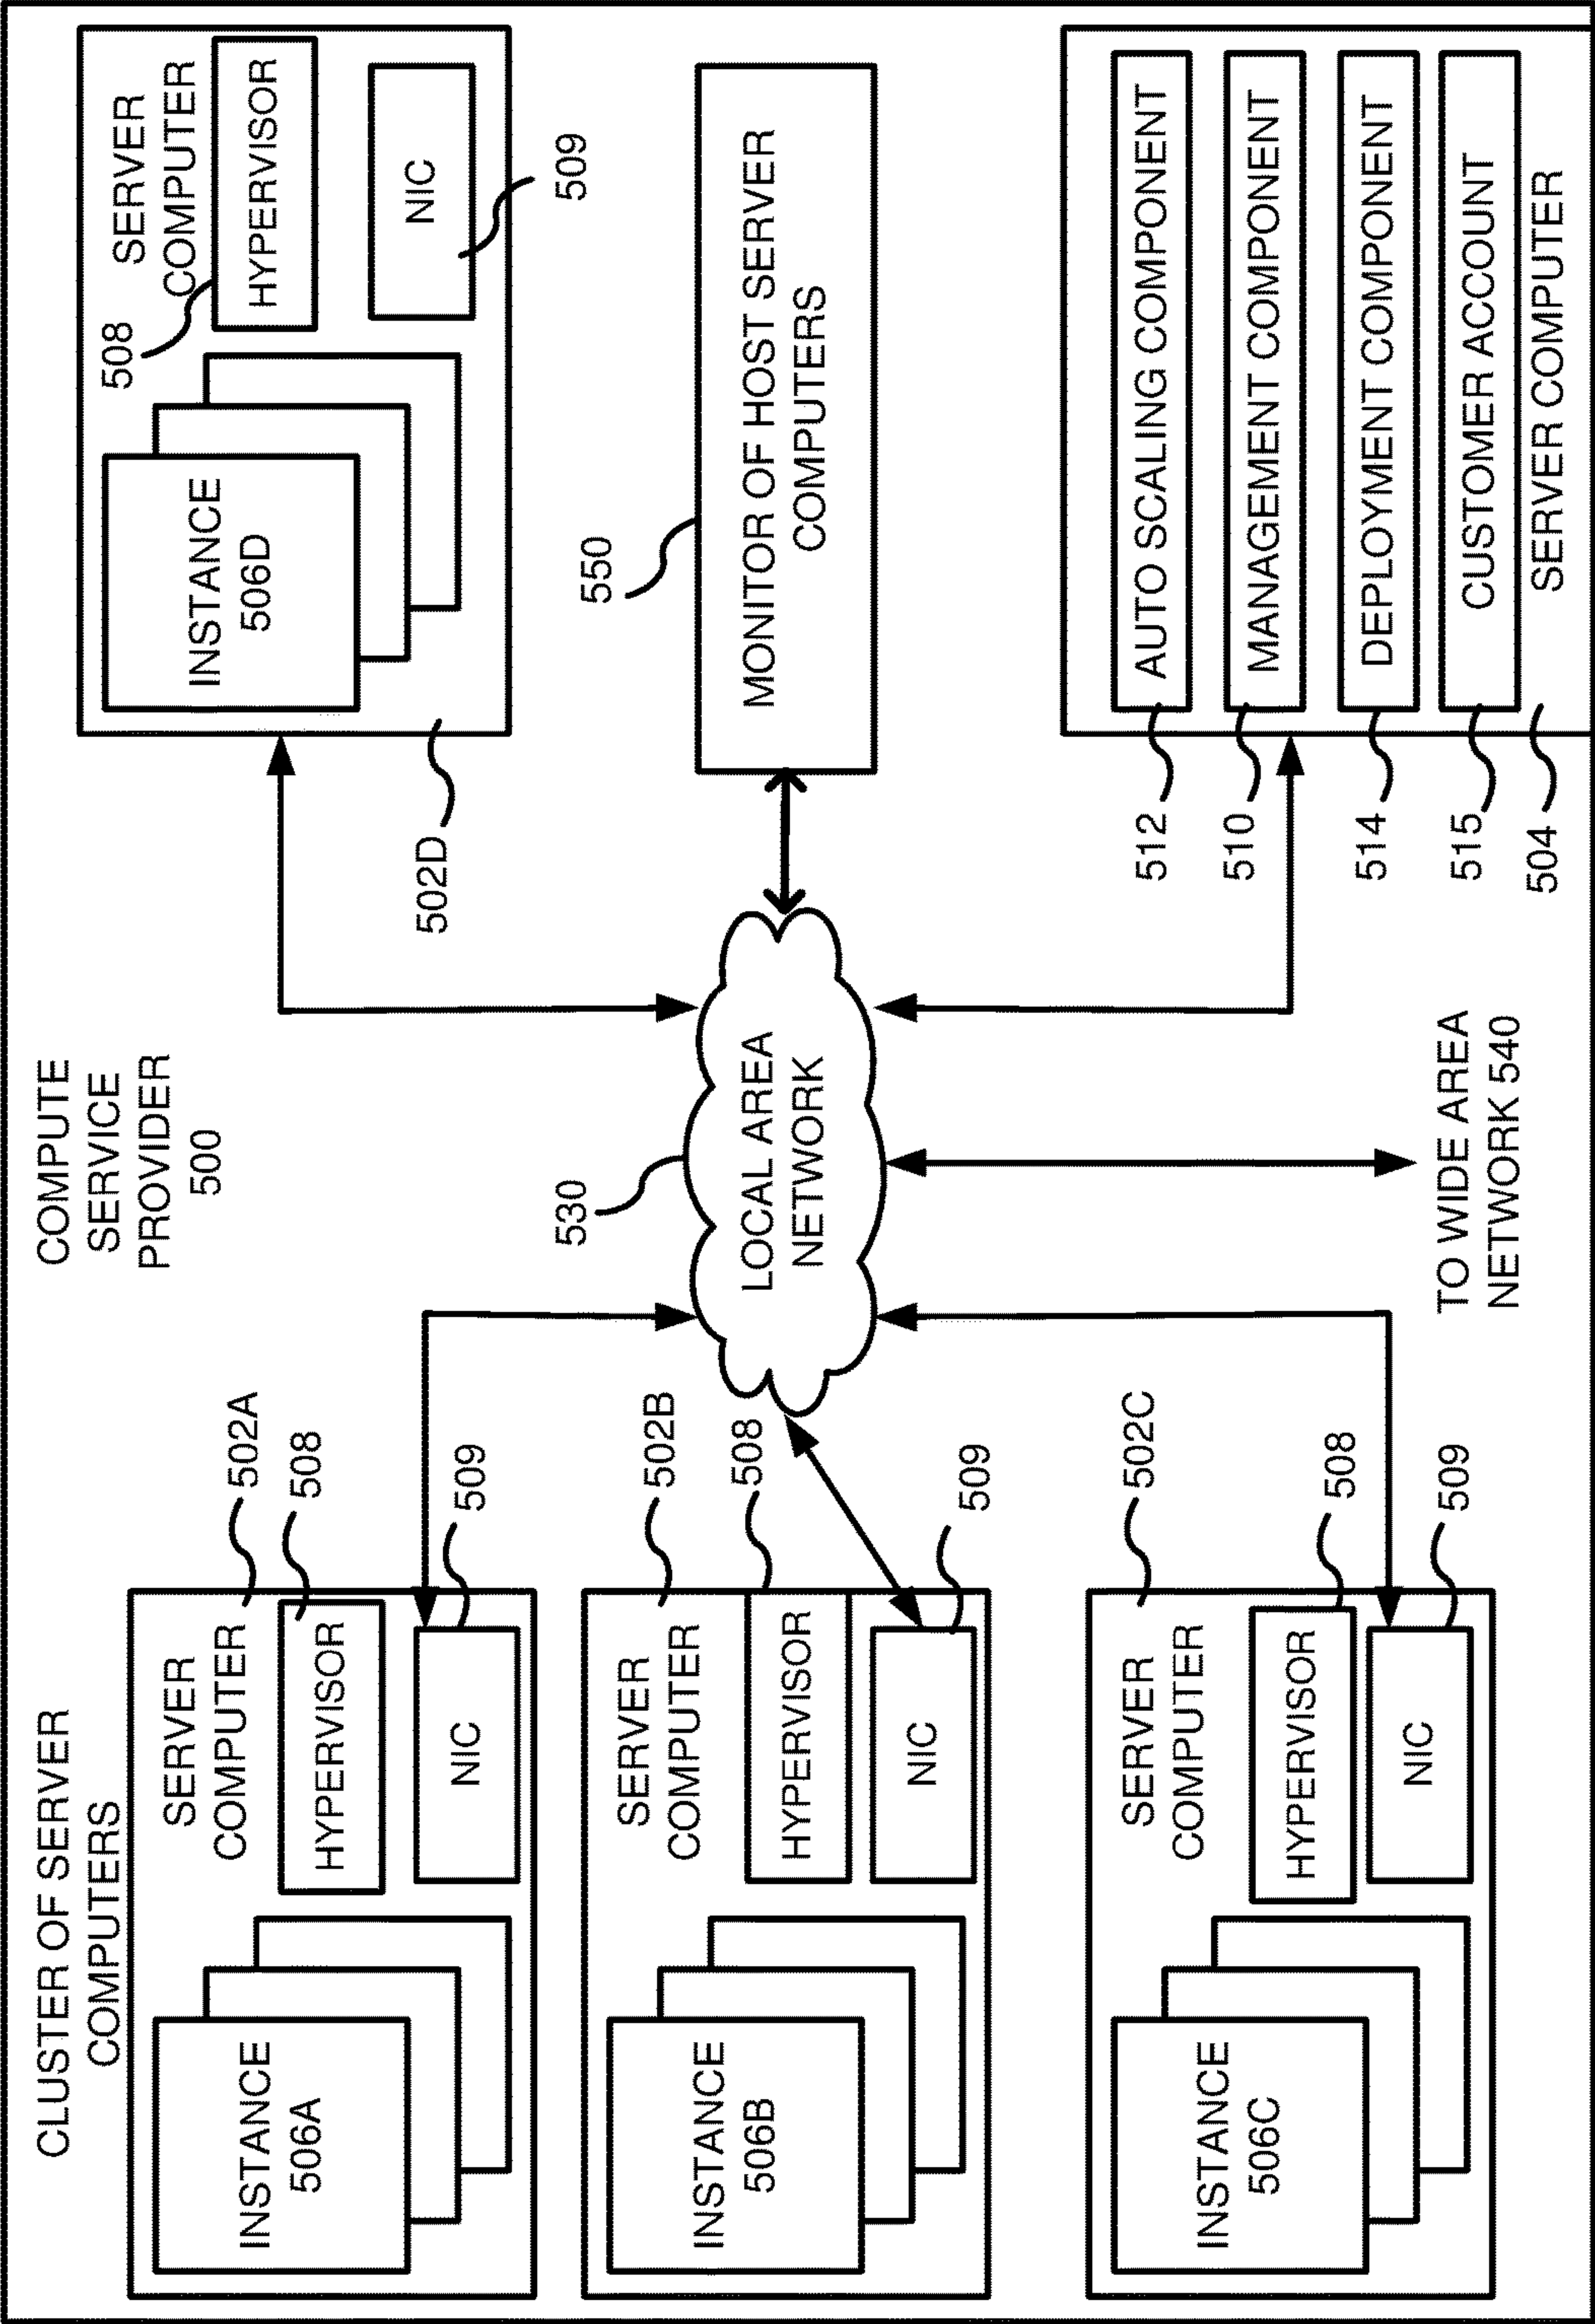 CLUSTER OF SERVER
COMPUTERS
SERVER
COMPUTER
502A
INSTANCE
506A
HYPERVISOR
508
NIC
509
SERVER
COMPUTER
502B
INSTANCE
506B
HYPERVISOR
508
NIC
509
SERVER
COMPUTER
502C
INSTANCE
506C
HYPERVISOR
508
NIC
509
COMPUTE
SERVICE
PROVIDER
500
530
LOCAL AREA
NETWORK
TO WIDE AREA
NETWORK 540
508
SERVER
COMPUTER
INSTANCE
506D
HYPERVISOR
NIC
509
502D
550
MONITOR OF HOST SERVER
COMPUTERS
512
AUTO SCALING COMPONENT
510
MANAGEMENT COMPONENT
514
DEPLOYMENT COMPONENT
515
CUSTOMER ACCOUNT
504
SERVER COMPUTER